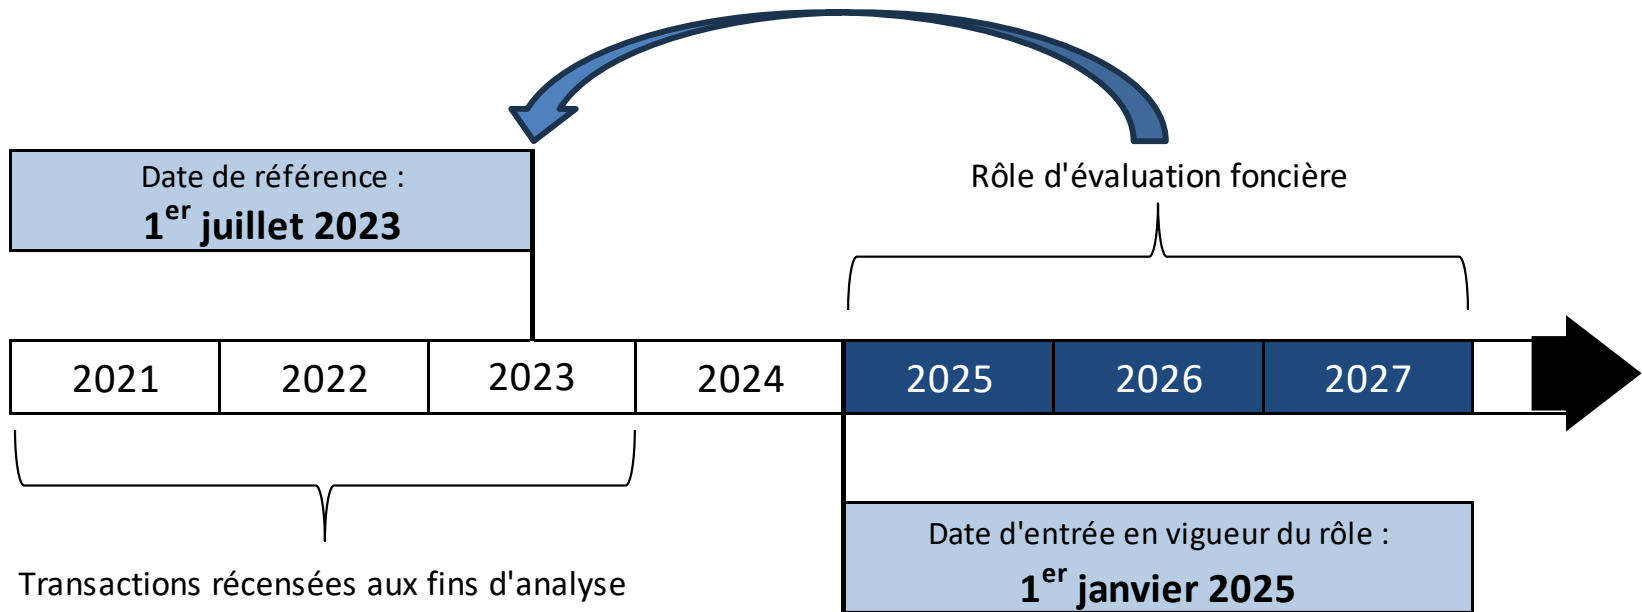 Date de référence :
1er juillet 2023
Rôle d'évaluation foncière
2021 2022 2023 2024 2025 2026 2027
Transactions récensées aux fins d'analyse
Date d'entrée en vigueur du rôle :
1er janvier 2025